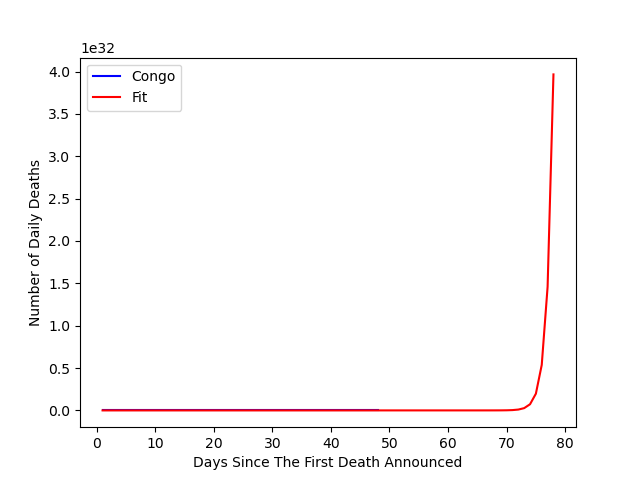 1e32
Congo
Fit
4.0
3.5
3.0
2.5
2.0
1.5
1.0
0.5
0.0
Number of Daily Deaths
0 10 20 30 40 50 60 70 80
Days Since The First Death Announced